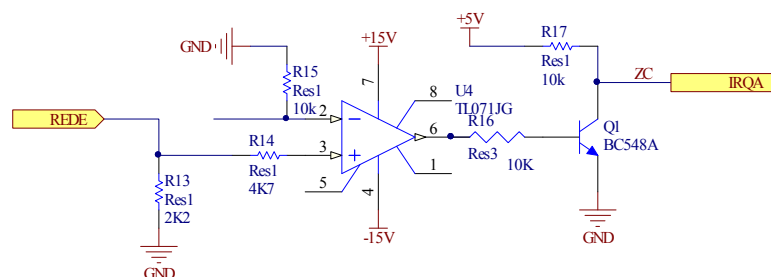 +15V
+5V
R17
GND
R15
Res1
10k
7
U4
TL071JG
8
Res1
10k
ZC
IRQA
REDE
2
R16
6
Q1
BC548A
R14
3
Res3
10K
R13
Res1
2K2
Res1
4K7
5
4
1
-15V
GND
GND